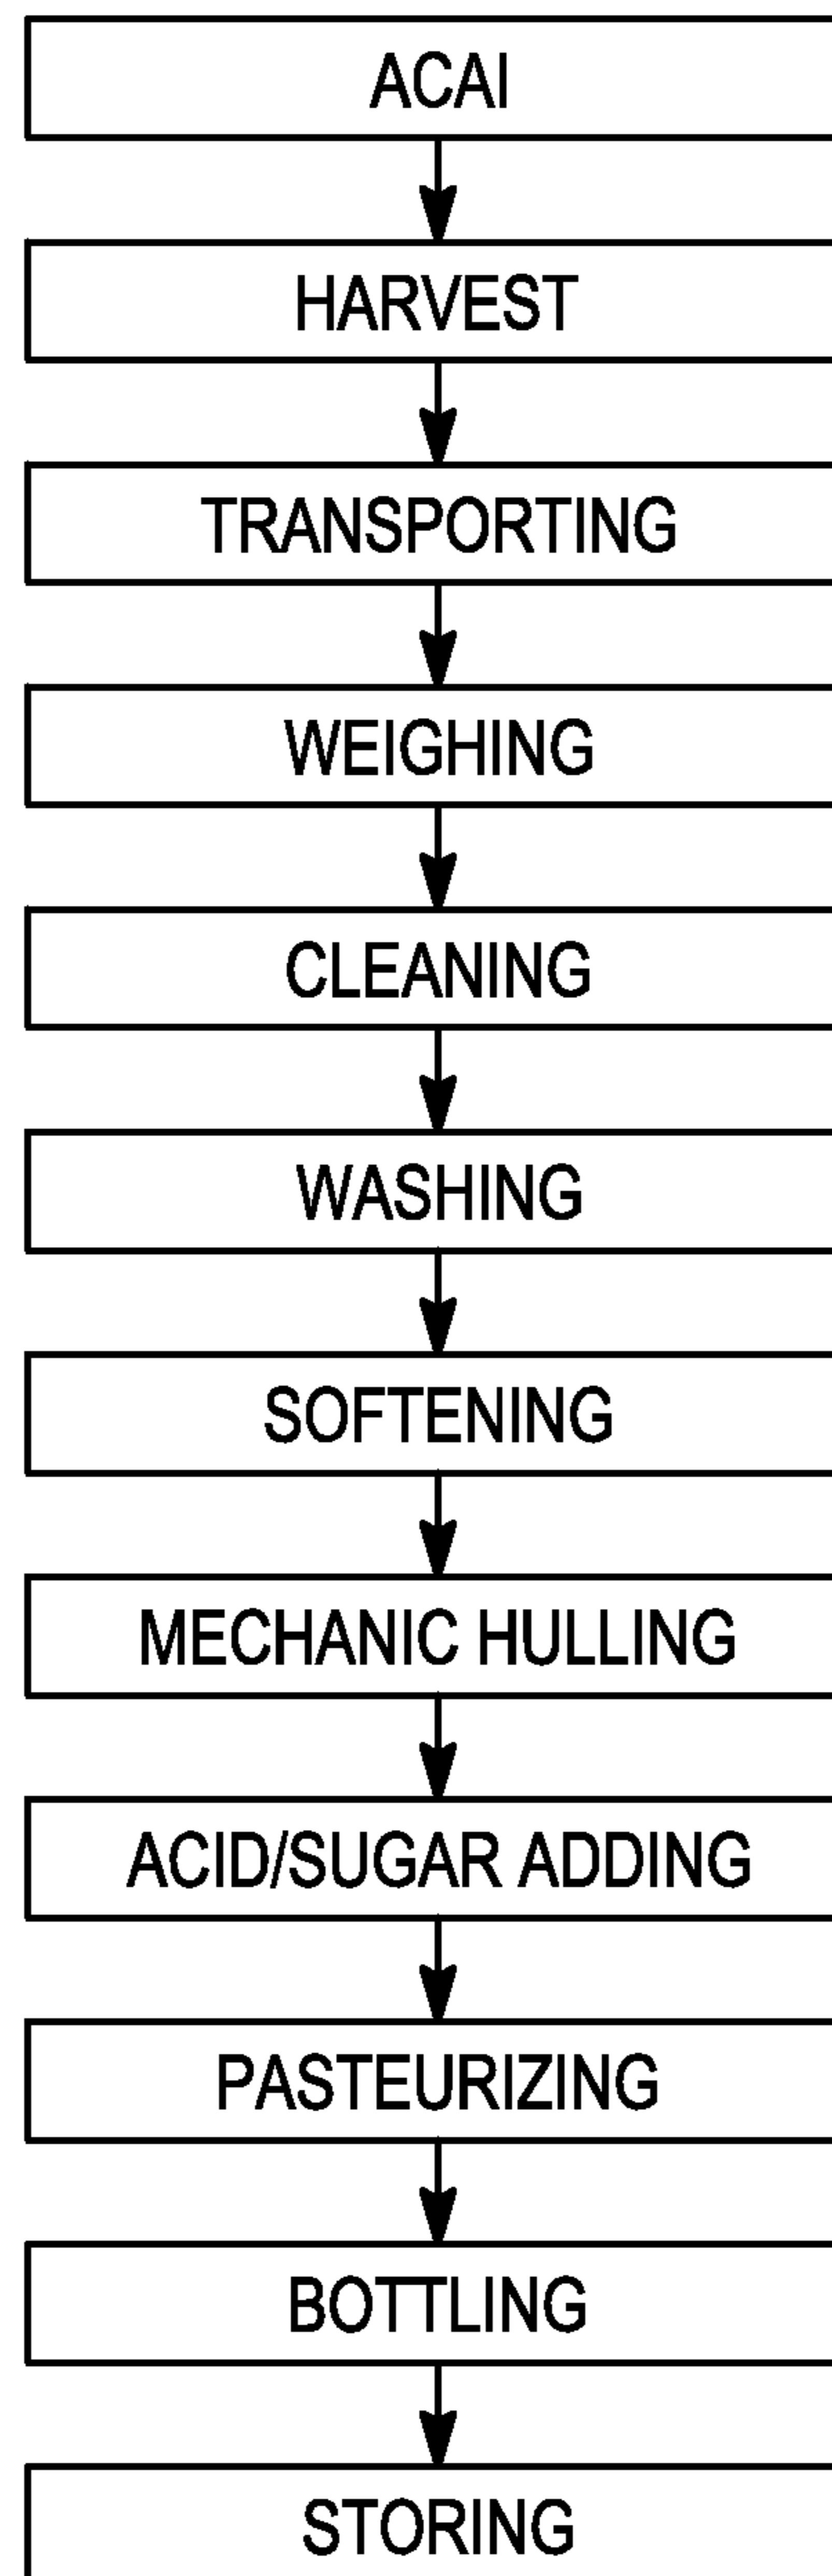 ACAI
HARVEST
TRANSPORTING
WEIGHING
CLEANING
WASHING
SOFTENING
MECHANIC HULLING
ACID/SUGAR ADDING
PASTEURIZING
BOTTLING
STORING